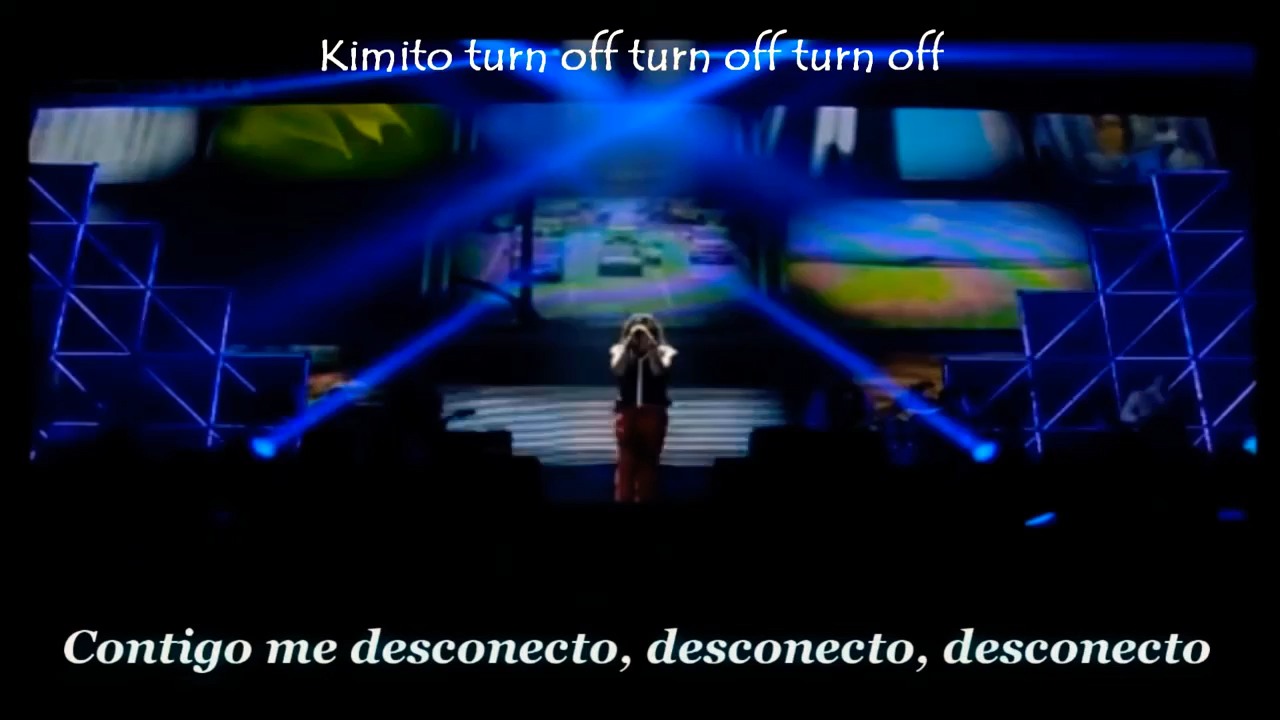 Kimito turn off turn off turn off
Contigo me desconecto, desconecto, desconecto